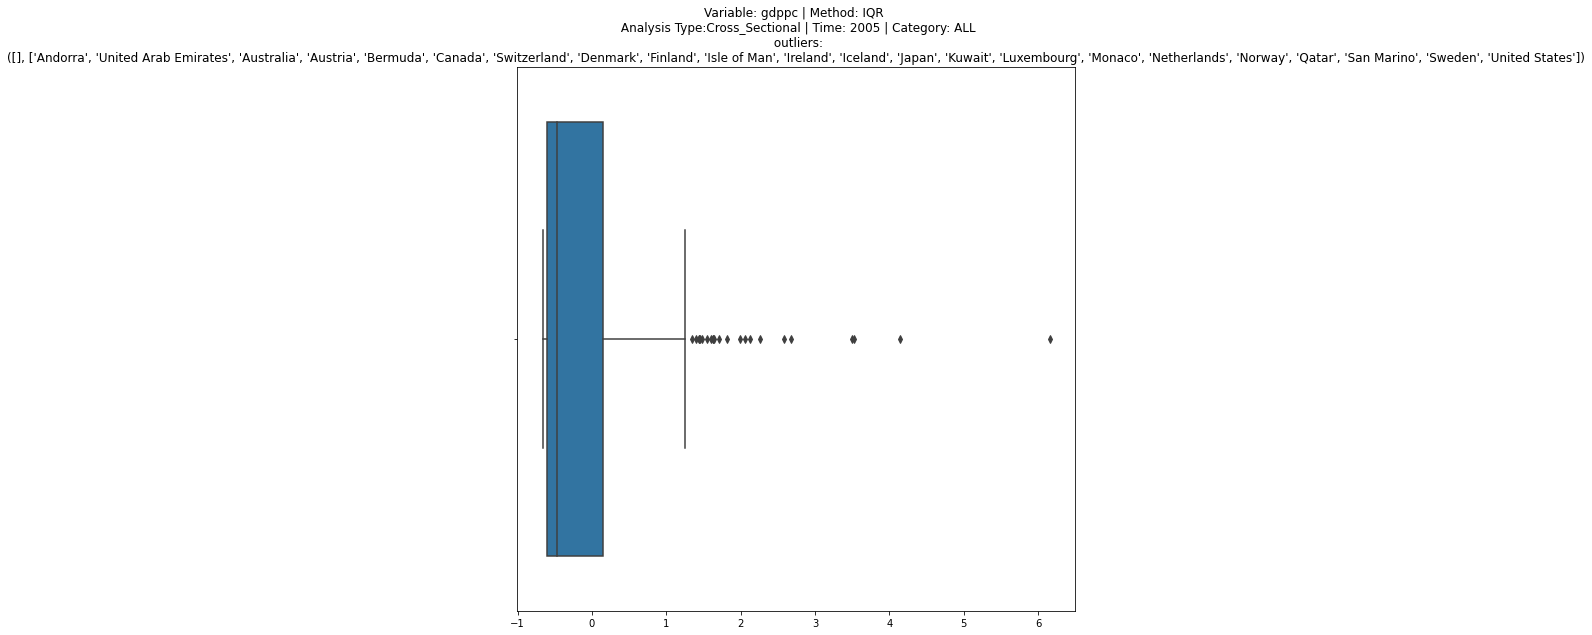 Variable: gdppc | Method: IQR
Analysis Type:Cross_Sectional | Time: 2005 | Category: ALL
outliers:
([], ['Andorra', 'United Arab Emirates', 'Australia', 'Austria', 'Bermuda', 'Canada', 'Switzerland', 'Denmark', 'Finland', 'Isle of Man', 'Ireland', 'Iceland', 'Japan', 'Kuwait', 'Luxembourg', 'Monaco', 'Netherlands', 'Norway', 'Qatar', 'San Marino', 'Sweden', 'United States'])
−1 0 1 2 3 4 5 6